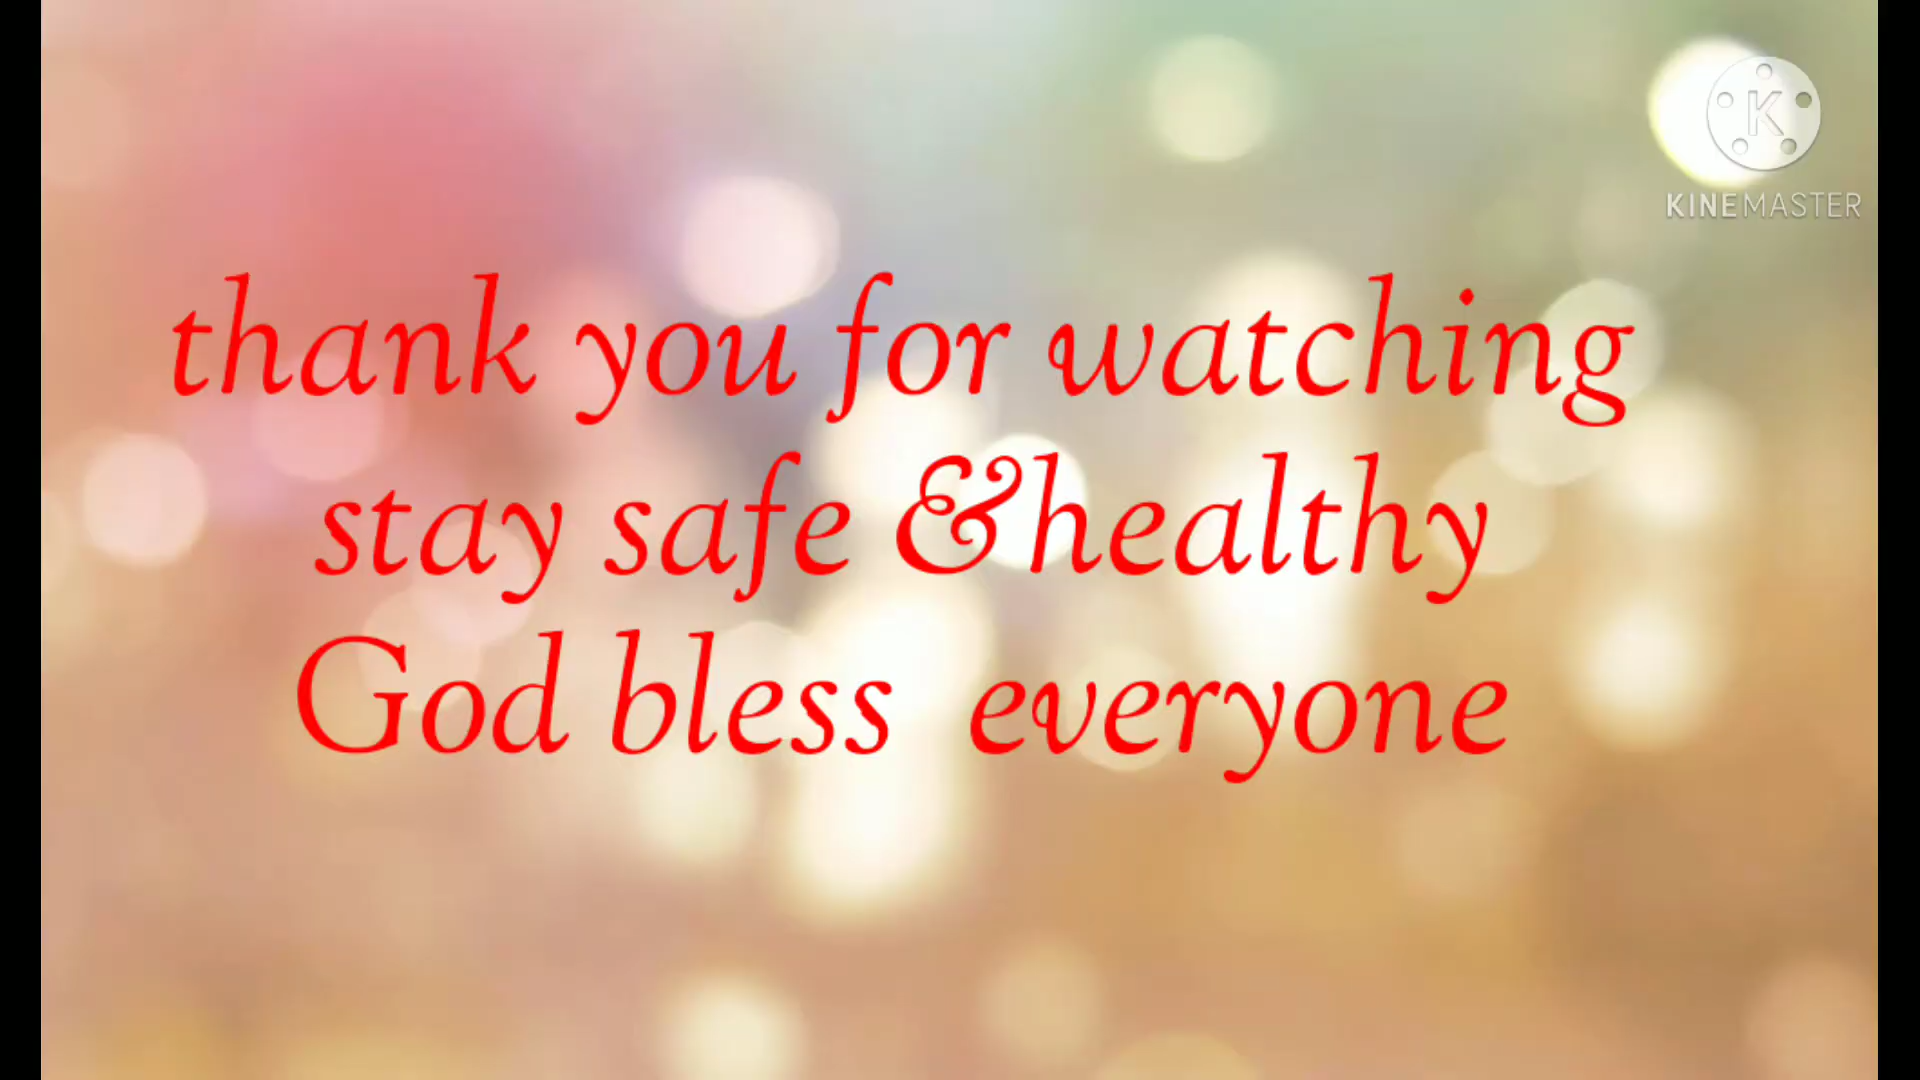 K
KINEMASTER
thank you for watching
stay safe &healthy
God bless  everyone